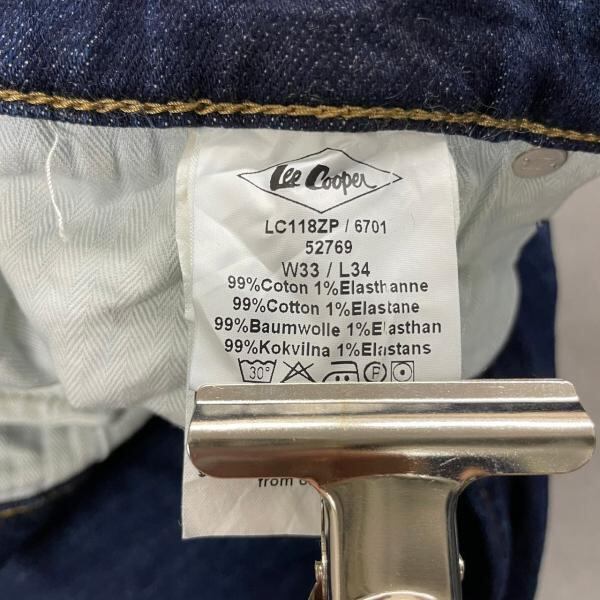 Lee Cooper
LC118ZP / 6701
52769
W33 / L34
99%Coton 1%Elasthanne
99%Cotton 1%Elastane
99%Baumwolle 1%Elasthan
99%Kokvilna 1%Elastans
30°
P
from